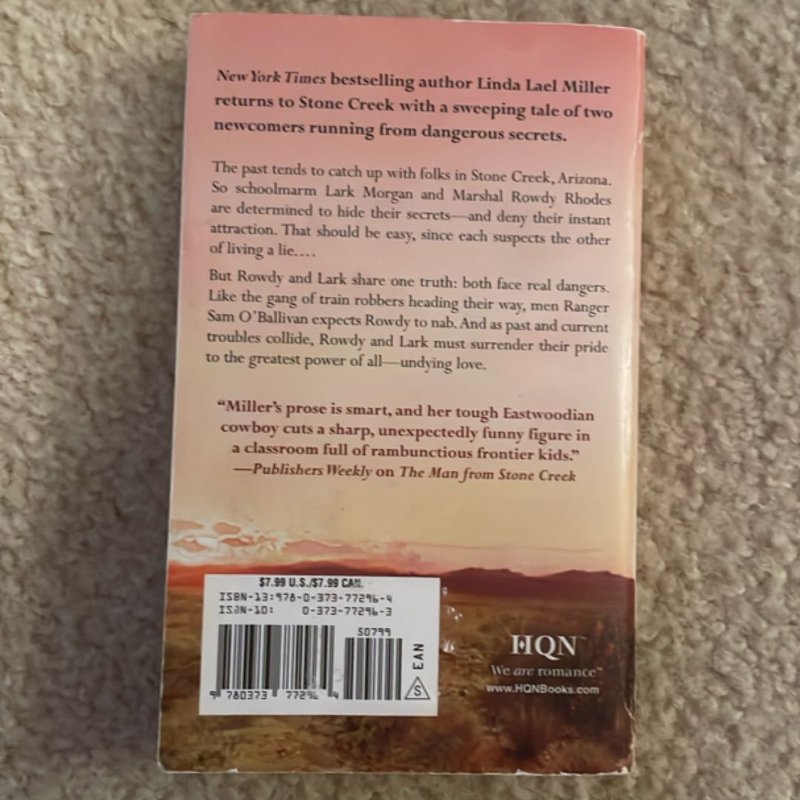 New York Times bestselling author Linda Lael Miller
returns to Stone Creek with a sweeping tale of two
newcomers running from dangerous secrets.
The past tends to catch up with folks in Stone Creek, Arizona.
So schoolmarm Lark Morgan and Marshal Rowdy Rhodes
are determined to hide their secrets—and deny their instant
attraction. That should be easy, since each suspects the other
of living a lie....
But Rowdy and Lark share one truth: both face real dangers.
Like the gang of train robbers heading their way, men Ranger
Sam O'Ballivan expects Rowdy to nab. And as past and current
troubles collide, Rowdy and Lark must surrender their pride
to the greatest power of all—undying love.
“Miller's prose is smart, and her tough Eastwoodian
cowboy cuts a sharp, unexpectedly funny figure in
a classroom full of rambunctious frontier kids.”
—Publishers Weekly on The Man from Stone Creek
$7.99 U.S./$7.99 CAN.
ISBN-13:978-0-373-77296-4
ISBN-10: 0-373-77296-3
50799
9 780373 772964
EAN
S
HQN™
We are romance™
www.HQNBooks.com